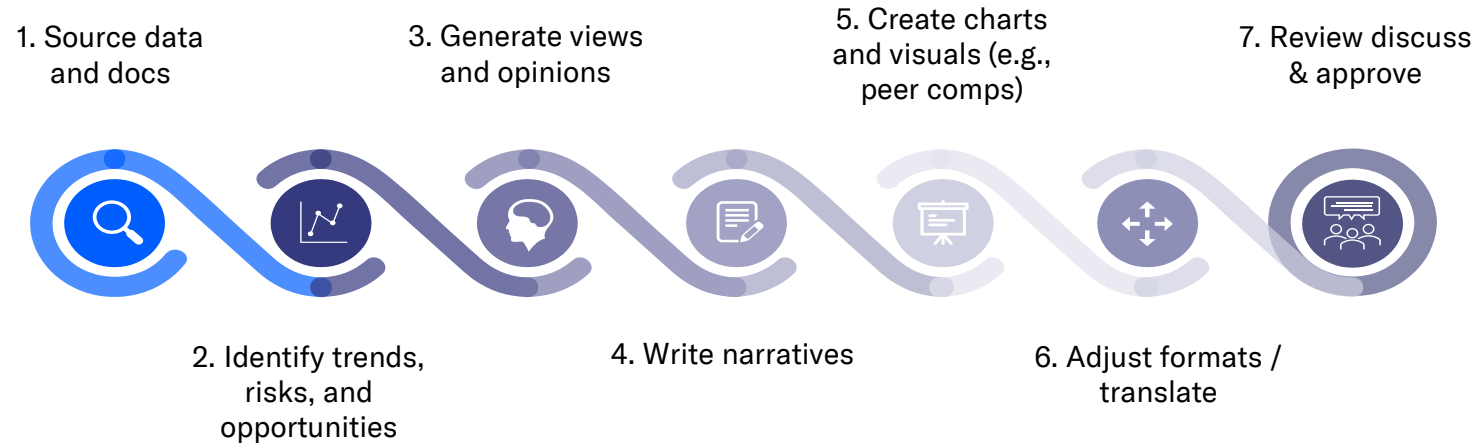 1. Source data
and docs
2. Identify trends,
risks, and
opportunities
3. Generate views
and opinions
4. Write narratives
5. Create charts
and visuals (e.g.,
peer comps)
6. Adjust formats /
translate
7. Review discuss
& approve